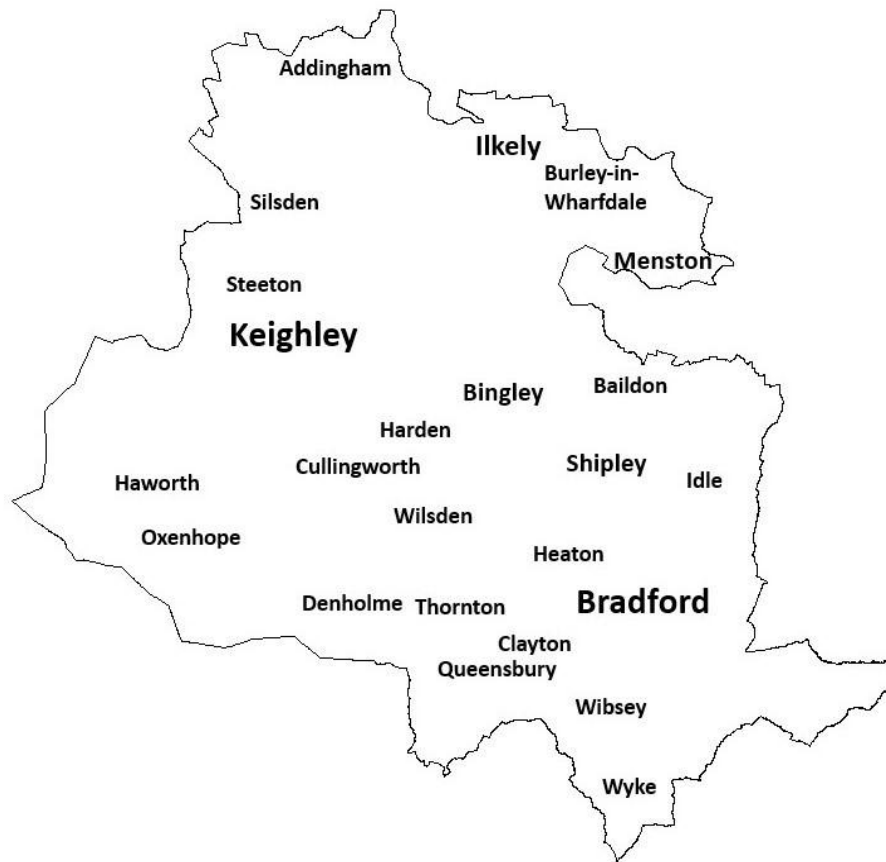 Addingham
Ilkely
Burley-in-
Wharfdale
Silsden
Menston
Steeton
Keighley
Baildon
Bingley
Harden
Shipley
Cullingworth
Idle
Haworth
Wilsden
Oxenhope
Heaton
Bradford
Denholme
Thornton
Clayton
Queensbury
Wibsey
Wyke